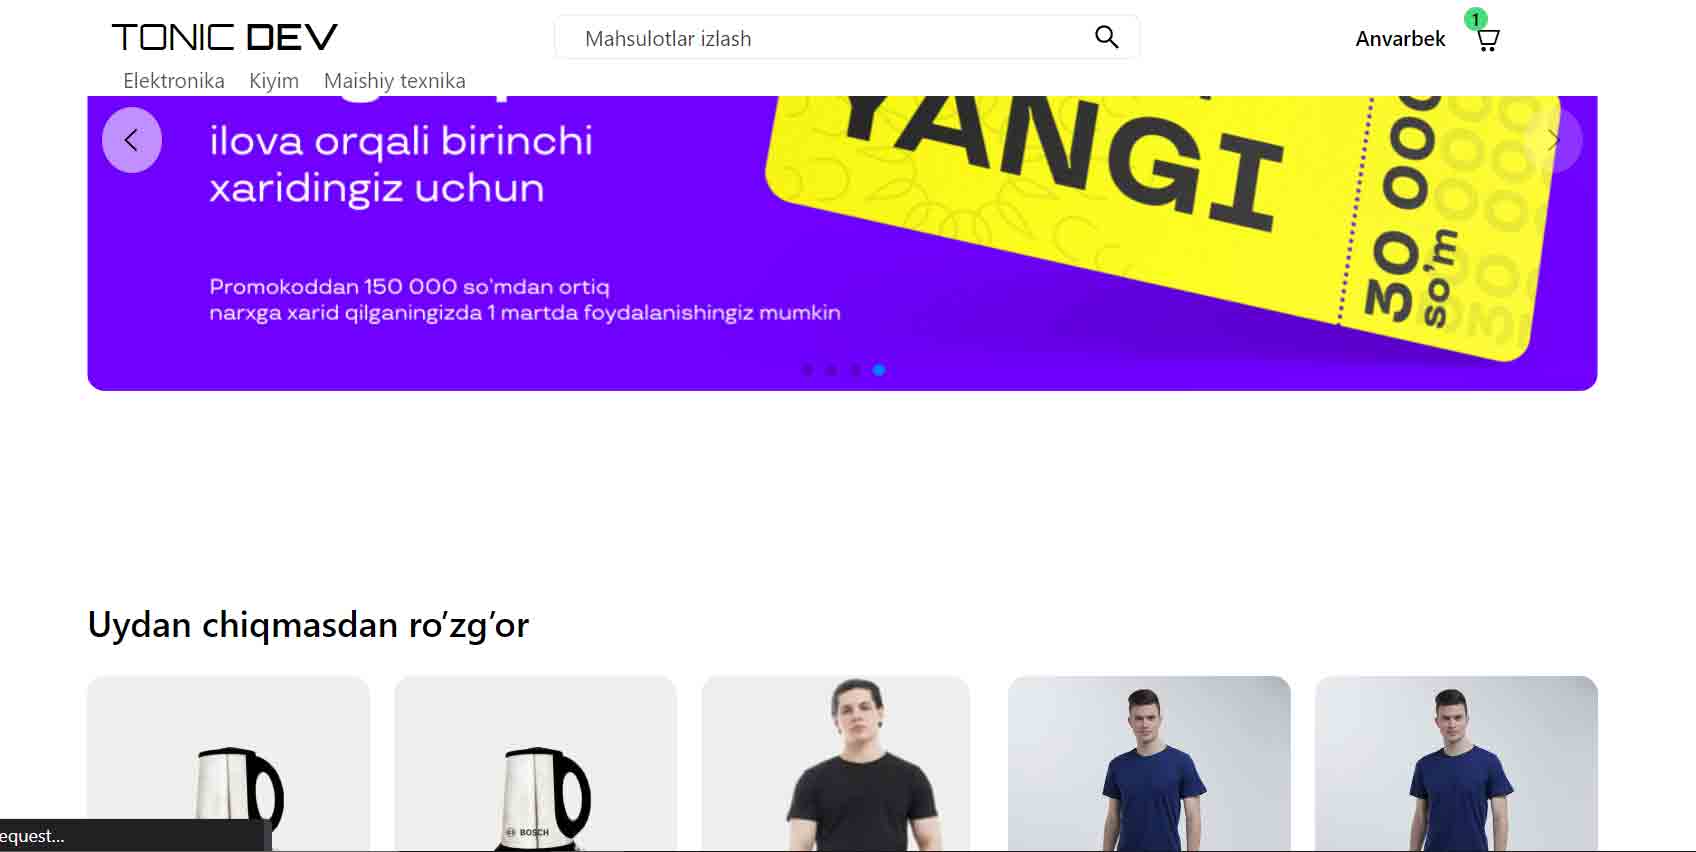 TONIC DEV
Mahsulotlar izlash
Anvarbek
1
Elektronika Kiyim Maishiy texnika
ilova orqali birinchi
xaridingiz uchun
YANGI
30 000
so'm
Promokoddan 150 000 so'mdan ortiq
narxga xarid qilganingizda 1 martda foydalanishingiz mumkin
Uydan chiqmasdan ro’zg’or
BOSCH
equest...